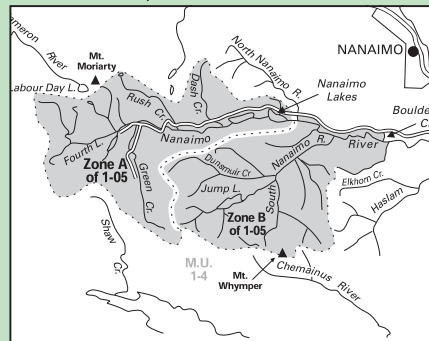 Cameron
River
Mt.
Moriarty
Labour Day L.
Rush Cr.
Dash Cr.
North Nanaimo R.
NANAIMO
Nanaimo
Lakes
Boulde
C
Nanaimo
River
Nanaimo R.
Fourth L.
Zone A
of 1-05
Green Cr.
Dunsmuir Cr
Jump L.
South
Zone B
of 1-05
Elkhorn Cr.
Haslam
Shaw
Cr.
M.U.
1-4
Mt.
Whymper
Chemainus River